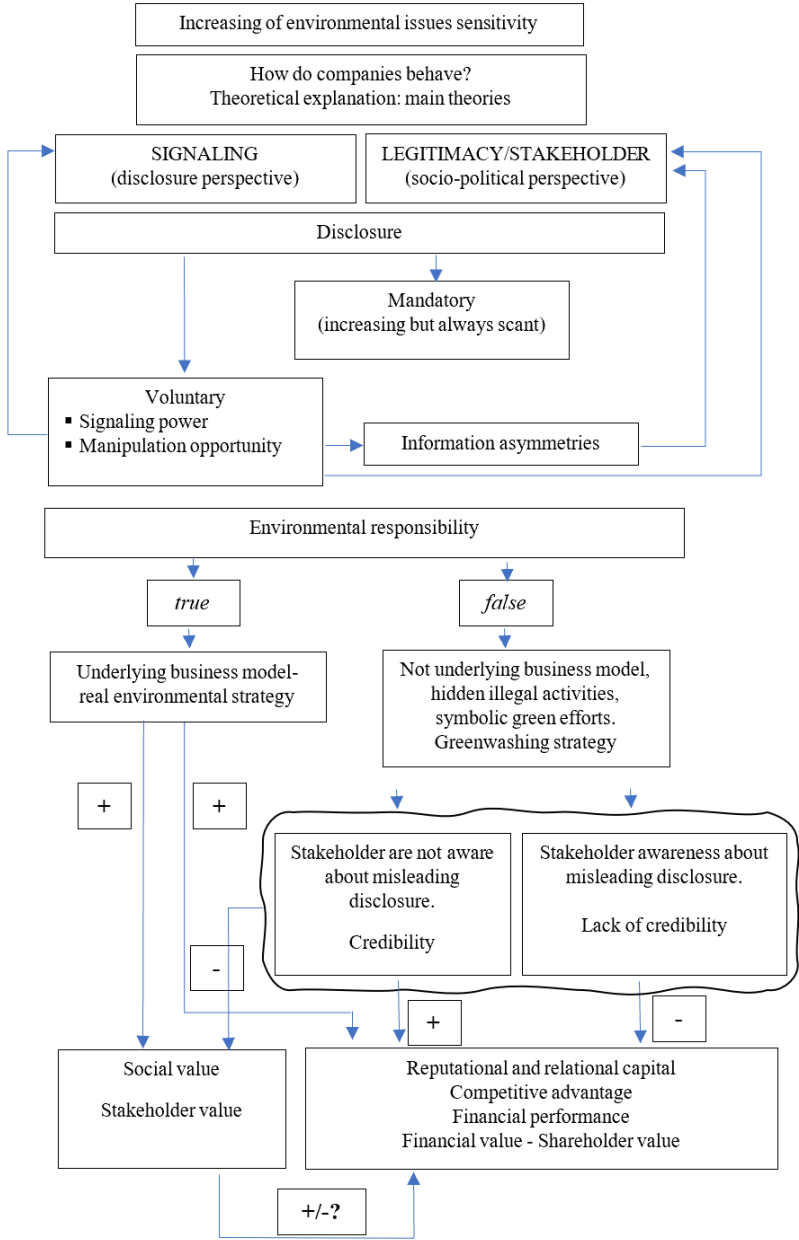 Increasing of environmental issues sensitivity
How do companies behave?
Theoretical explanation: main theories
SIGNALING
(disclosure perspective)
LEGITIMACY/STAKEHOLDER
(socio-political perspective)
Disclosure
Mandatory
(increasing but always scant)
Voluntary
▪ Signaling power
▪ Manipulation opportunity
Information asymmetries
Environmental responsibility
true
false
Underlying business model-
real environmental strategy
Not underlying business model,
hidden illegal activities,
symbolic green efforts.
Greenwashing strategy
+
+
Stakeholder are not aware
about misleading
disclosure.
Credibility
Stakeholder awareness about
misleading disclosure.
Lack of credibility
-
+
-
Social value
Stakeholder value
Reputational and relational capital
Competitive advantage
Financial performance
Financial value - Shareholder value
+/-?